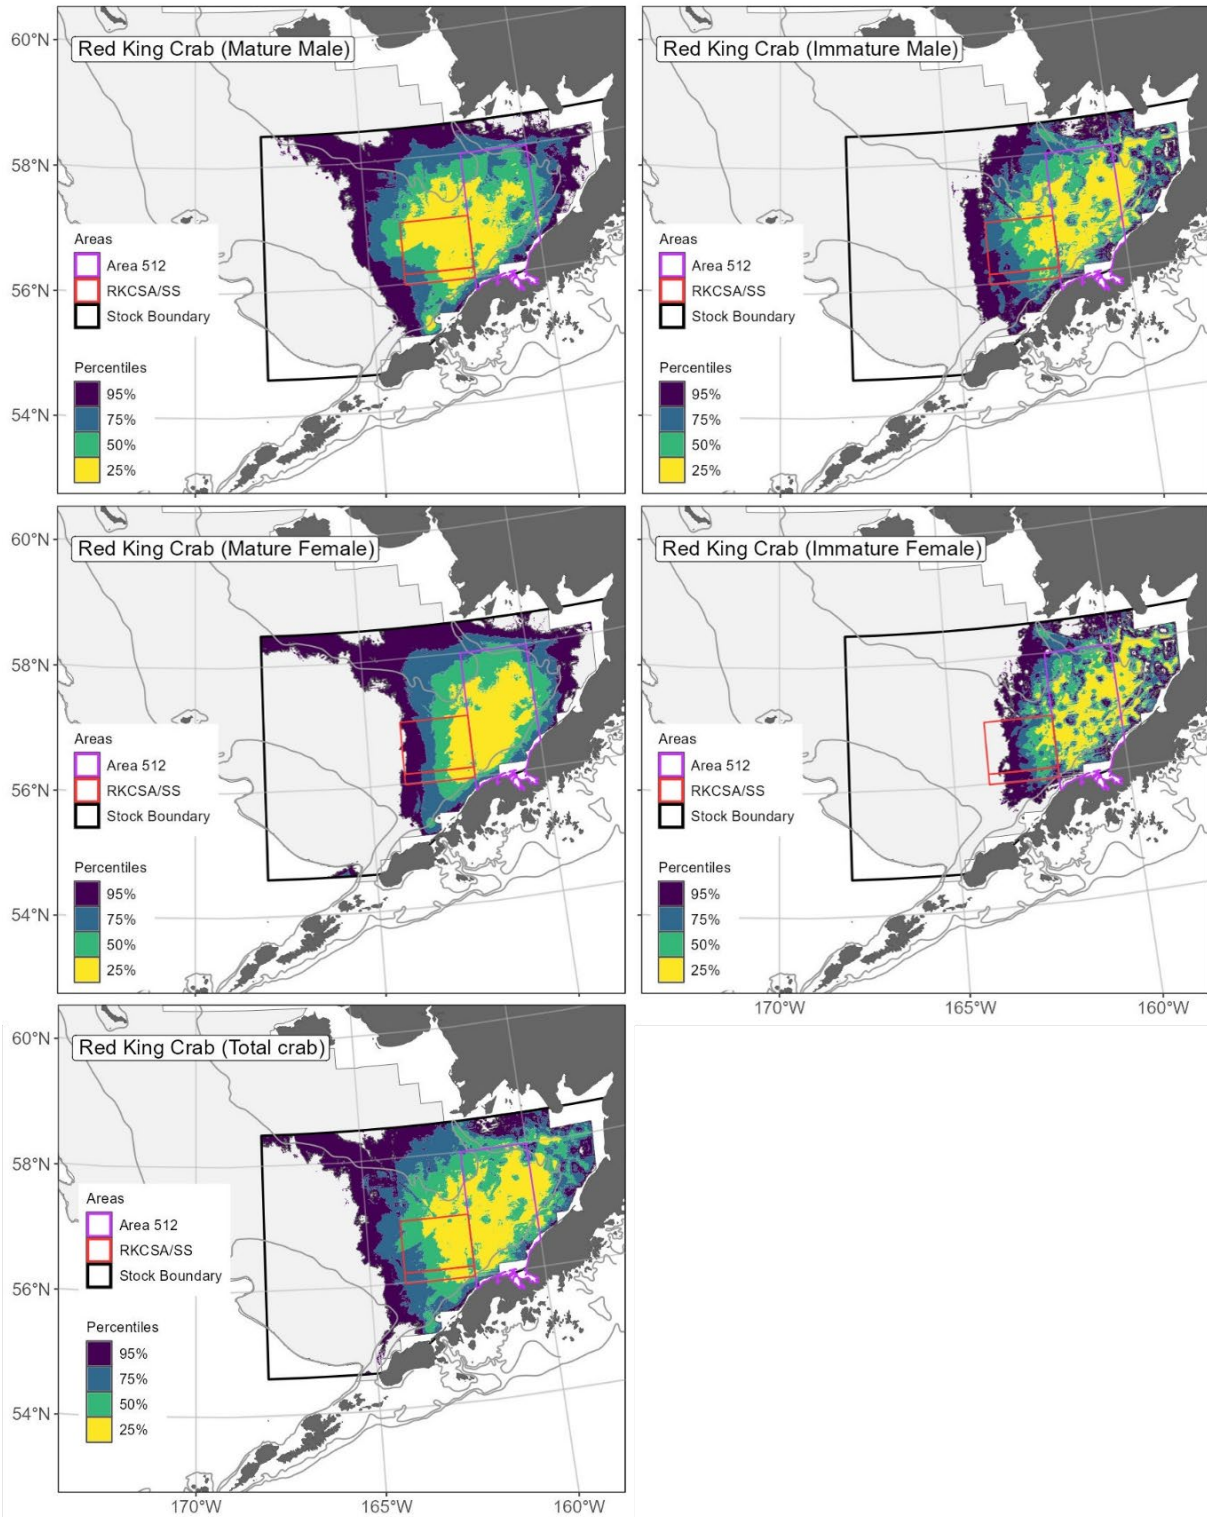 60°N
58°N
56°N
54°N
Red King Crab (Mature Male)
Areas
Area 512
RKCSA/SS
Stock Boundary
Percentiles
95%
75%
50%
25%
Red King Crab (Immature Male)
Areas
Area 512
RKCSA/SS
Stock Boundary
Percentiles
95%
75%
50%
25%
60°N
58°N
56°N
54°N
Red King Crab (Mature Female)
Areas
Area 512
RKCSA/SS
Stock Boundary
Percentiles
95%
75%
50%
25%
Red King Crab (Immature Female)
Areas
Area 512
RKCSA/SS
Stock Boundary
Percentiles
95%
75%
50%
25%
170°W 165°W 160°W
60°N
58°N
56°N
54°N
Red King Crab (Total crab)
Areas
Area 512
RKCSA/SS
Stock Boundary
Percentiles
95%
75%
50%
25%
170°W 165°W 160°W